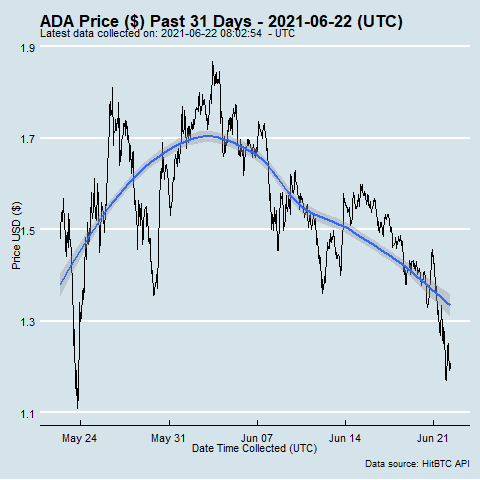 ADA Price ($) Past 31 Days - 2021-06-22 (UTC)
Latest data collected on: 2021-06-22 08:02:54  - UTC
1.9
1.7
1.5
1.3
1.1
Price USD ($)
May 24 May 31 Jun 07 Jun 14 Jun 21
Date Time Collected (UTC)
Data source: HitBTC API